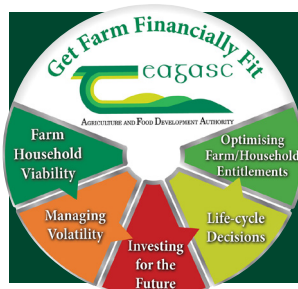 Get Farm Financially Fit
eagasc
AGRICULTURE AND FOOD DEVELOPMENT AUTHORITY
Farm
Household
Viability
Managing
Volatility
Investing
for the
Future
Life-cycle
Decisions
Optimising
Farm/Household
Entitlements